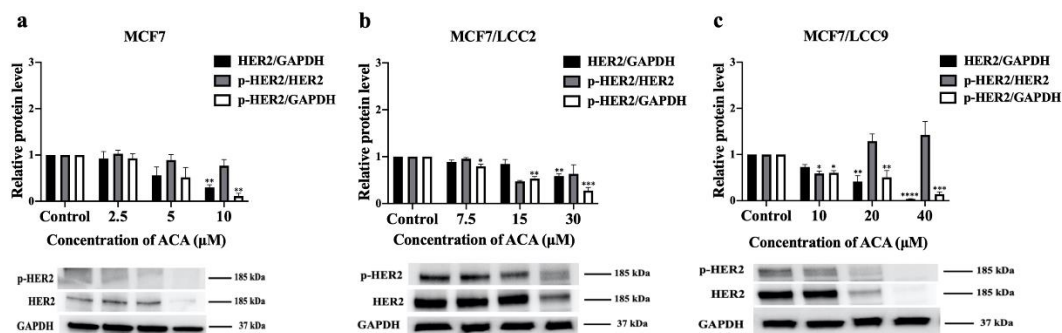 a
MCF7
HER2/GAPDH
p-HER2/HER2
p-HER2/GAPDH
Relative protein level
3
2
1
0
** **
Control 2.5 5 10
Concentration of ACA (μM)
p-HER2 185 kDa
HER2 185 kDa
GAPDH 37 kDa
b
MCF7/LCC2
HER2/GAPDH
p-HER2/HER2
p-HER2/GAPDH
Relative protein level
3
2
1
0
* ** ** ***
Control 7.5 15 30
Concentration of ACA (μM)
p-HER2 185 kDa
HER2 185 kDa
GAPDH 37 kDa
c
MCF7/LCC9
HER2/GAPDH
p-HER2/HER2
p-HER2/GAPDH
Relative protein level
3
2
1
0
* * ** ** **** ***
Control 10 20 40
Concentration of ACA (μM)
p-HER2 185 kDa
HER2 185 kDa
GAPDH 37 kDa